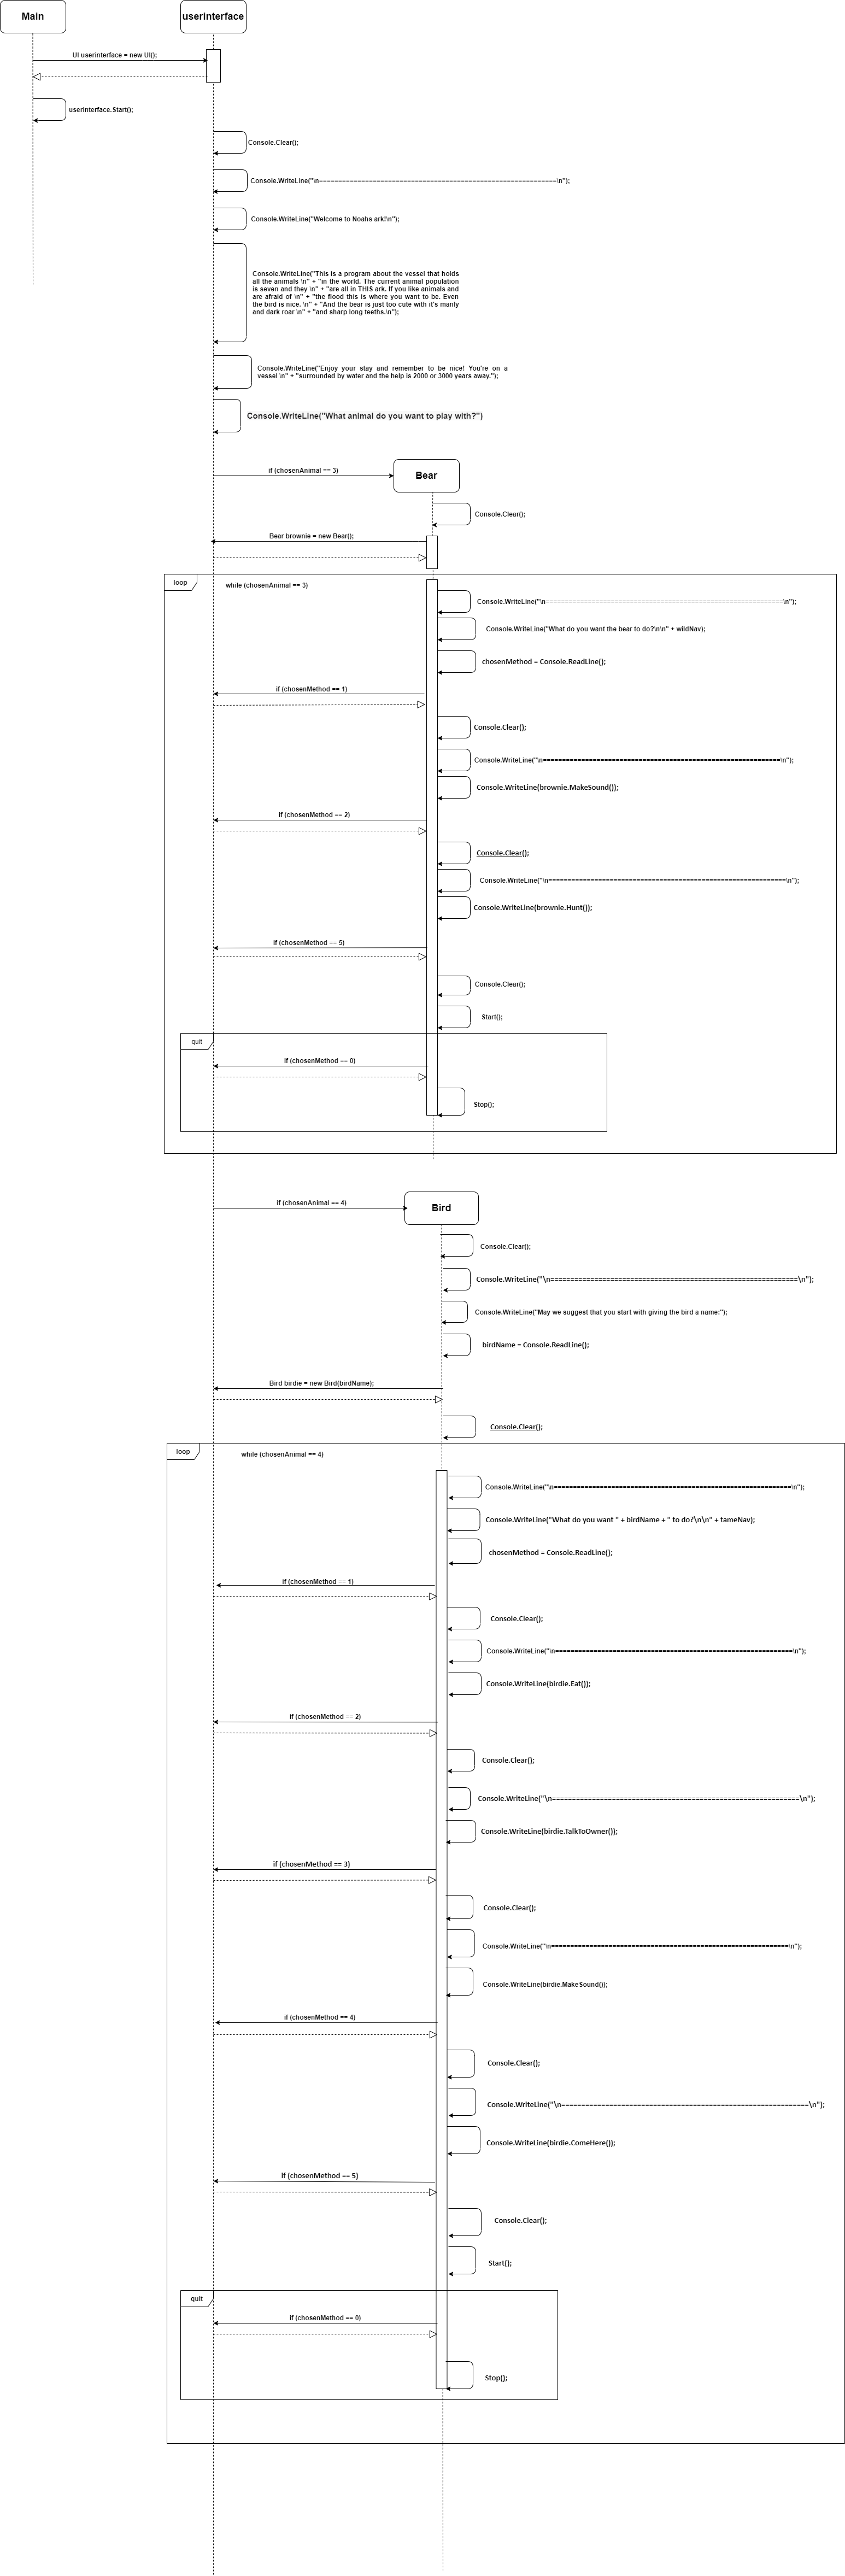 Main
userinterface
UI userinterface = new UI();
userinterface.Start();
Console.Clear();
Console.WriteLine("\n==============================================================\n");
Console.WriteLine("Welcome to Noahs ark!\n");
Console.WriteLine("This is a program about the vessel that holds
all the animals \n" + "in the world. The current animal population
is seven and they \n" + "are all in THIS ark. If you like animals and
are afraid of \n" + "the flood this is where you want to be. Even
the bird is nice. \n" + "And the bear is just too cute with it's manly
and dark roar \n" + "and sharp long teeths.\n");
Console.WriteLine("Enjoy your stay and remember to be nice! You're on a
vessel \n" + "surrounded by water and the help is 2000 or 3000 years away.");
Console.WriteLine("What animal do you want to play with?")
if (chosenAnimal == 3)
Bear
Console.Clear();
Bear brownie = new Bear();
loop
while (chosenAnimal == 3)
Console.WriteLine("\n==============================================================\n");
Console.WriteLine("What do you want the bear to do?\n\n" + wildNav);
chosenMethod = Console.ReadLine();
if (chosenMethod == 1)
Console.Clear();
Console.WriteLine("\n==============================================================\n");
Console.WriteLine(brownie.MakeSound());
if (chosenMethod == 2)
Console.Clear();
Console.WriteLine("\n==============================================================\n");
Console.WriteLine(brownie.Hunt());
if (chosenMethod == 5)
Console.Clear();
Start();
quit
if (chosenMethod == 0)
Stop();
if (chosenAnimal == 4)
Bird
Console.Clear();
Console.WriteLine("\n==============================================================\n");
Console.WriteLine("May we suggest that you start with giving the bird a name:");
birdName = Console.ReadLine();
Bird birdie = new Bird(birdName);
Console.Clear();
loop
while (chosenAnimal == 4)
Console.WriteLine("\n==============================================================\n");
Console.WriteLine("What do you want " + birdName + " to do?\n\n" + tameNav);
chosenMethod = Console.ReadLine();
if (chosenMethod == 1)
Console.Clear();
Console.WriteLine("\n==============================================================\n");
Console.WriteLine(birdie.Eat());
if (chosenMethod == 2)
Console.Clear();
Console.WriteLine("\n==============================================================\n");
Console.WriteLine(birdie.TalkToOwner());
if (chosenMethod == 3)
Console.Clear();
Console.WriteLine("\n==============================================================\n");
Console.WriteLine(birdie.MakeSound());
if (chosenMethod == 4)
Console.Clear();
Console.WriteLine("\n==============================================================\n");
Console.WriteLine(birdie.ComeHere());
if (chosenMethod == 5)
Console.Clear();
Start();
quit
if (chosenMethod == 0)
Stop();